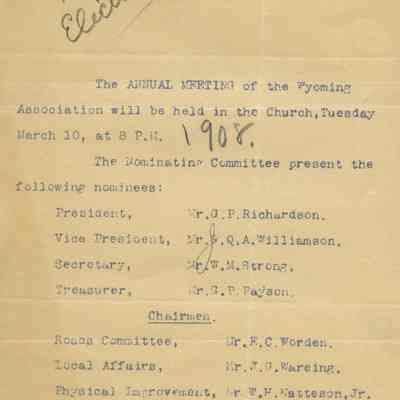 The ANNUAL MEETING of the Wyoming
Association will be held in the Church,Tuesday
March 10, at 8 P.M. 1908.
The Nominating Committee present the
following nominees:
President, Mr.G.P.Richardson.
Vice President, Mr.J.Q.A.Williamson.
Secretary, Mr.W.M.Strong.
Treasurer, Mr.G.P.Payson.
Chairmen.
Roads Committee, Mr.E.C.Worden.
Local Affairs, Mr.J.G.Wareing.
Physical Improvement, Mr.W.H.Matteson,Jr.